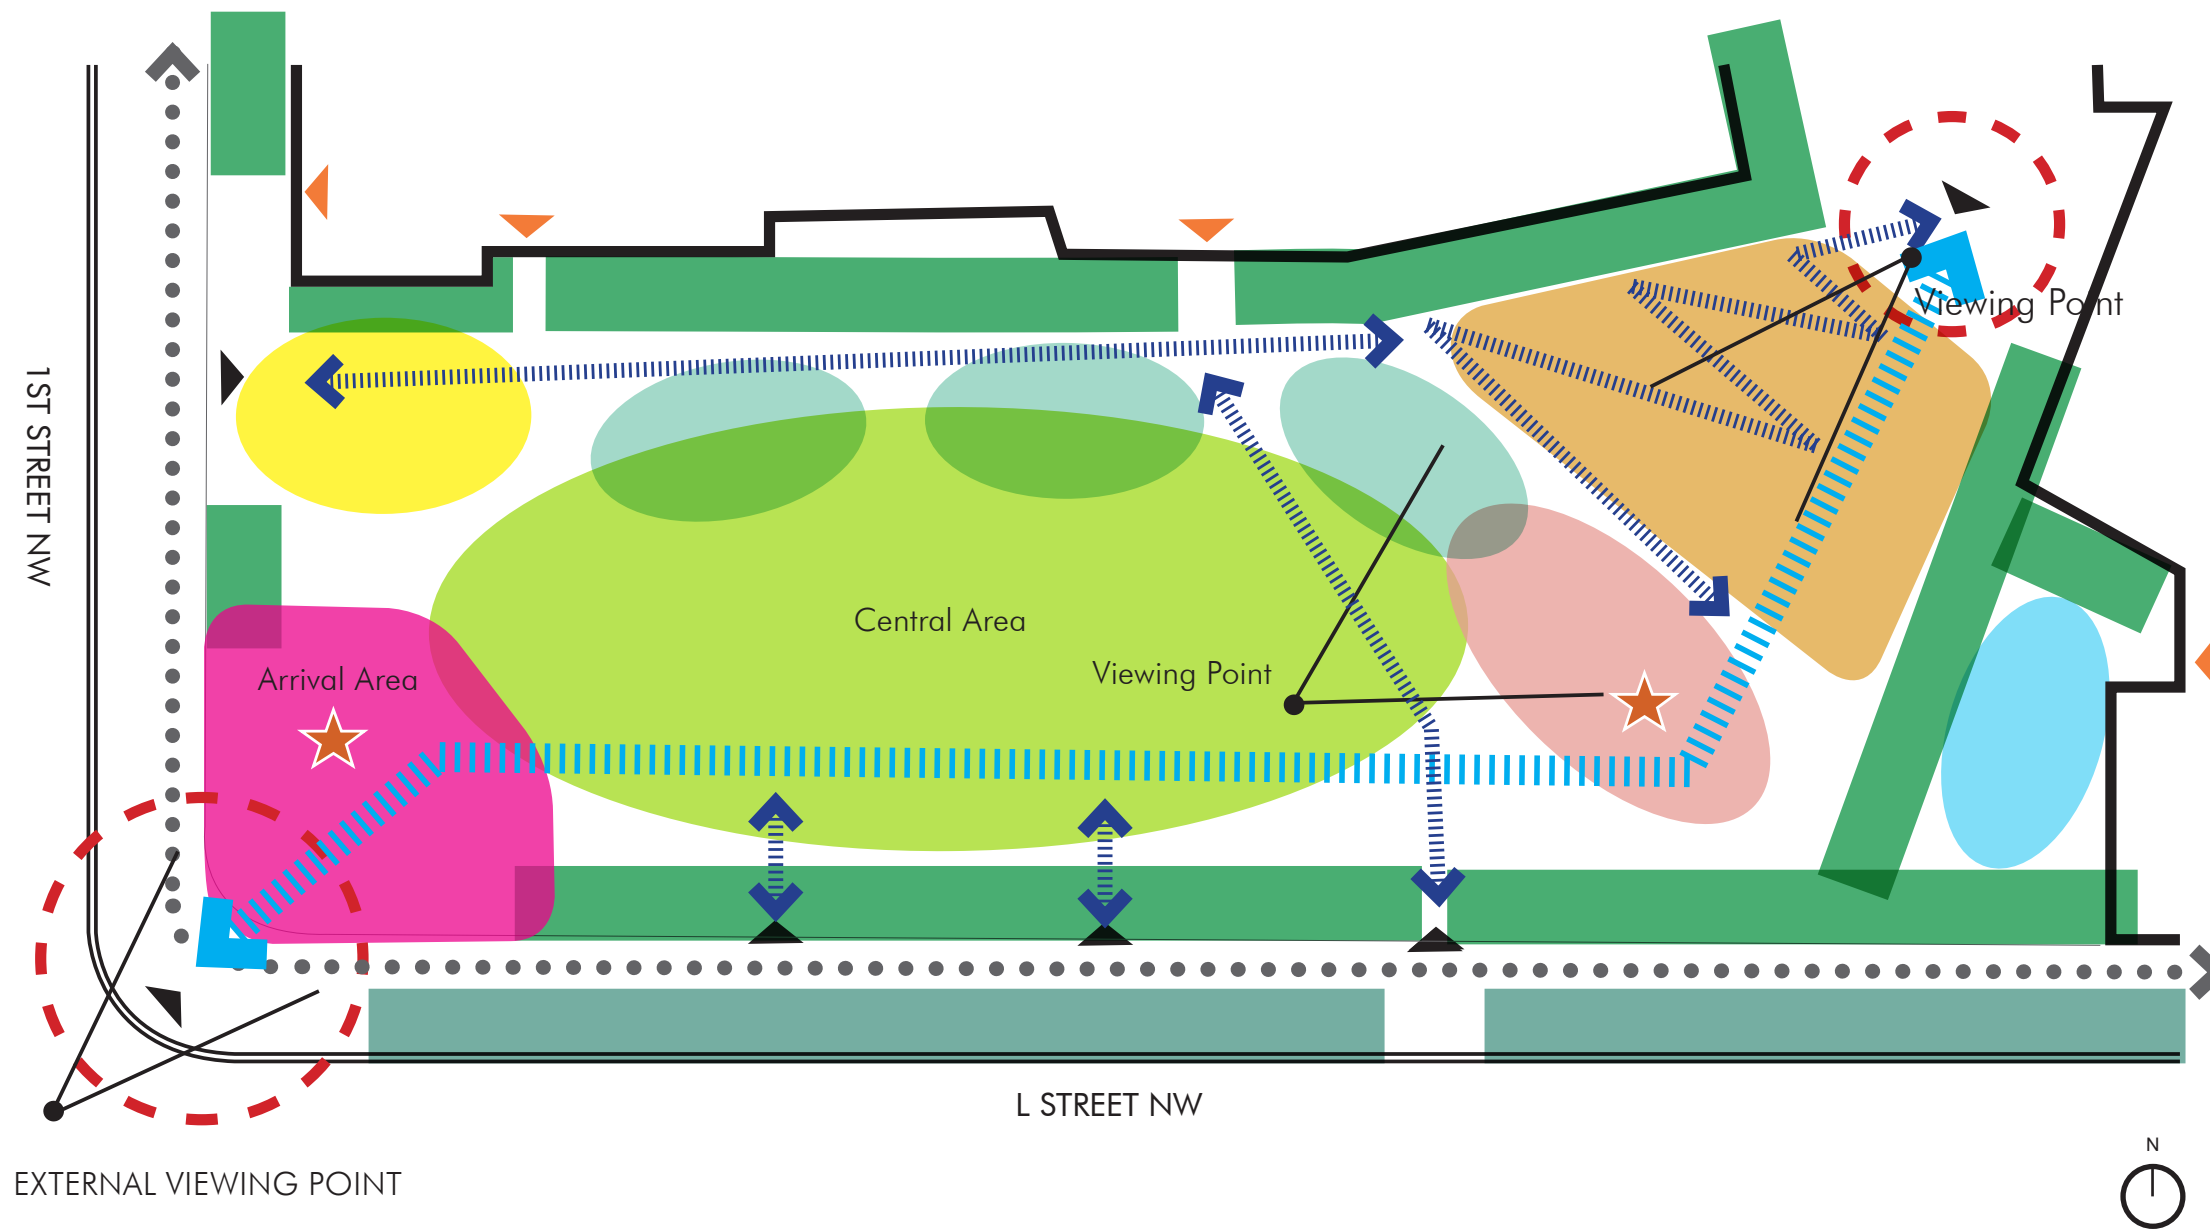 Viewing Point
1ST STREET NW
Central Area
Viewing Point
Arrival Area
L STREET NW
N
EXTERNAL VIEWING POINT